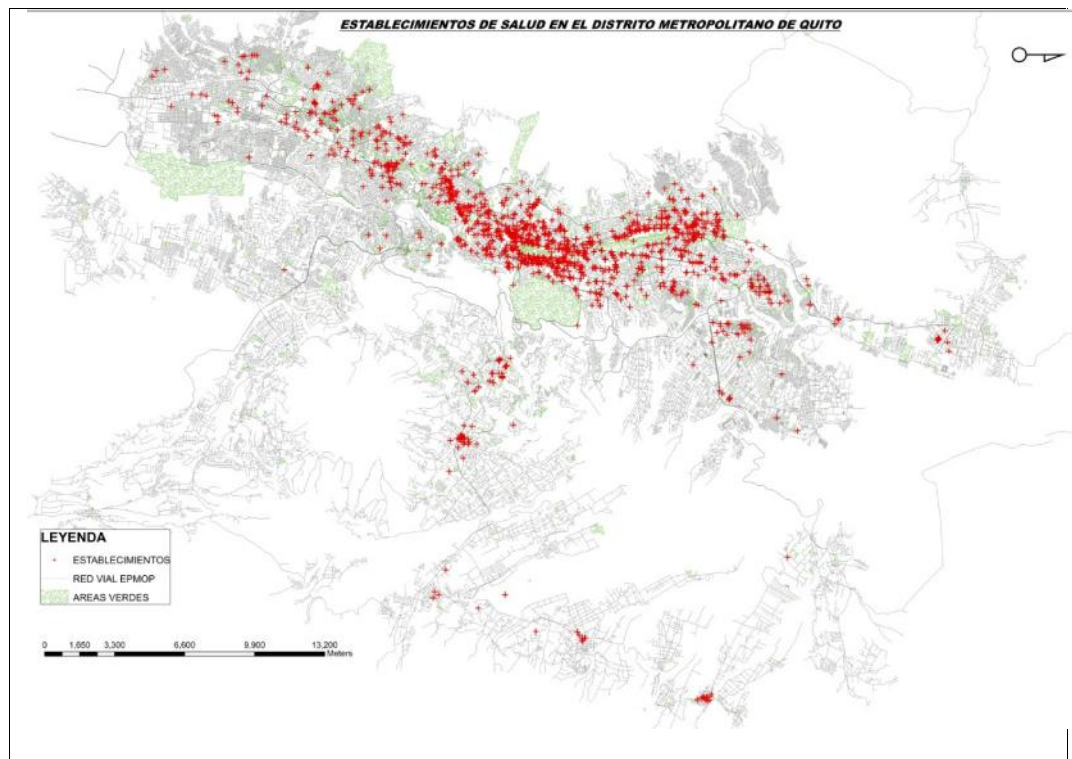 ESTABLECIMIENTOS DE SALUD EN EL DISTRITO METROPOLITANO DE QUITO
LEYENDA
ESTABLECIMIENTOS
RED VIAL EPMOP
AREAS VERDES
0 1,650 3,300 6,600 9,900 13,200
Meters